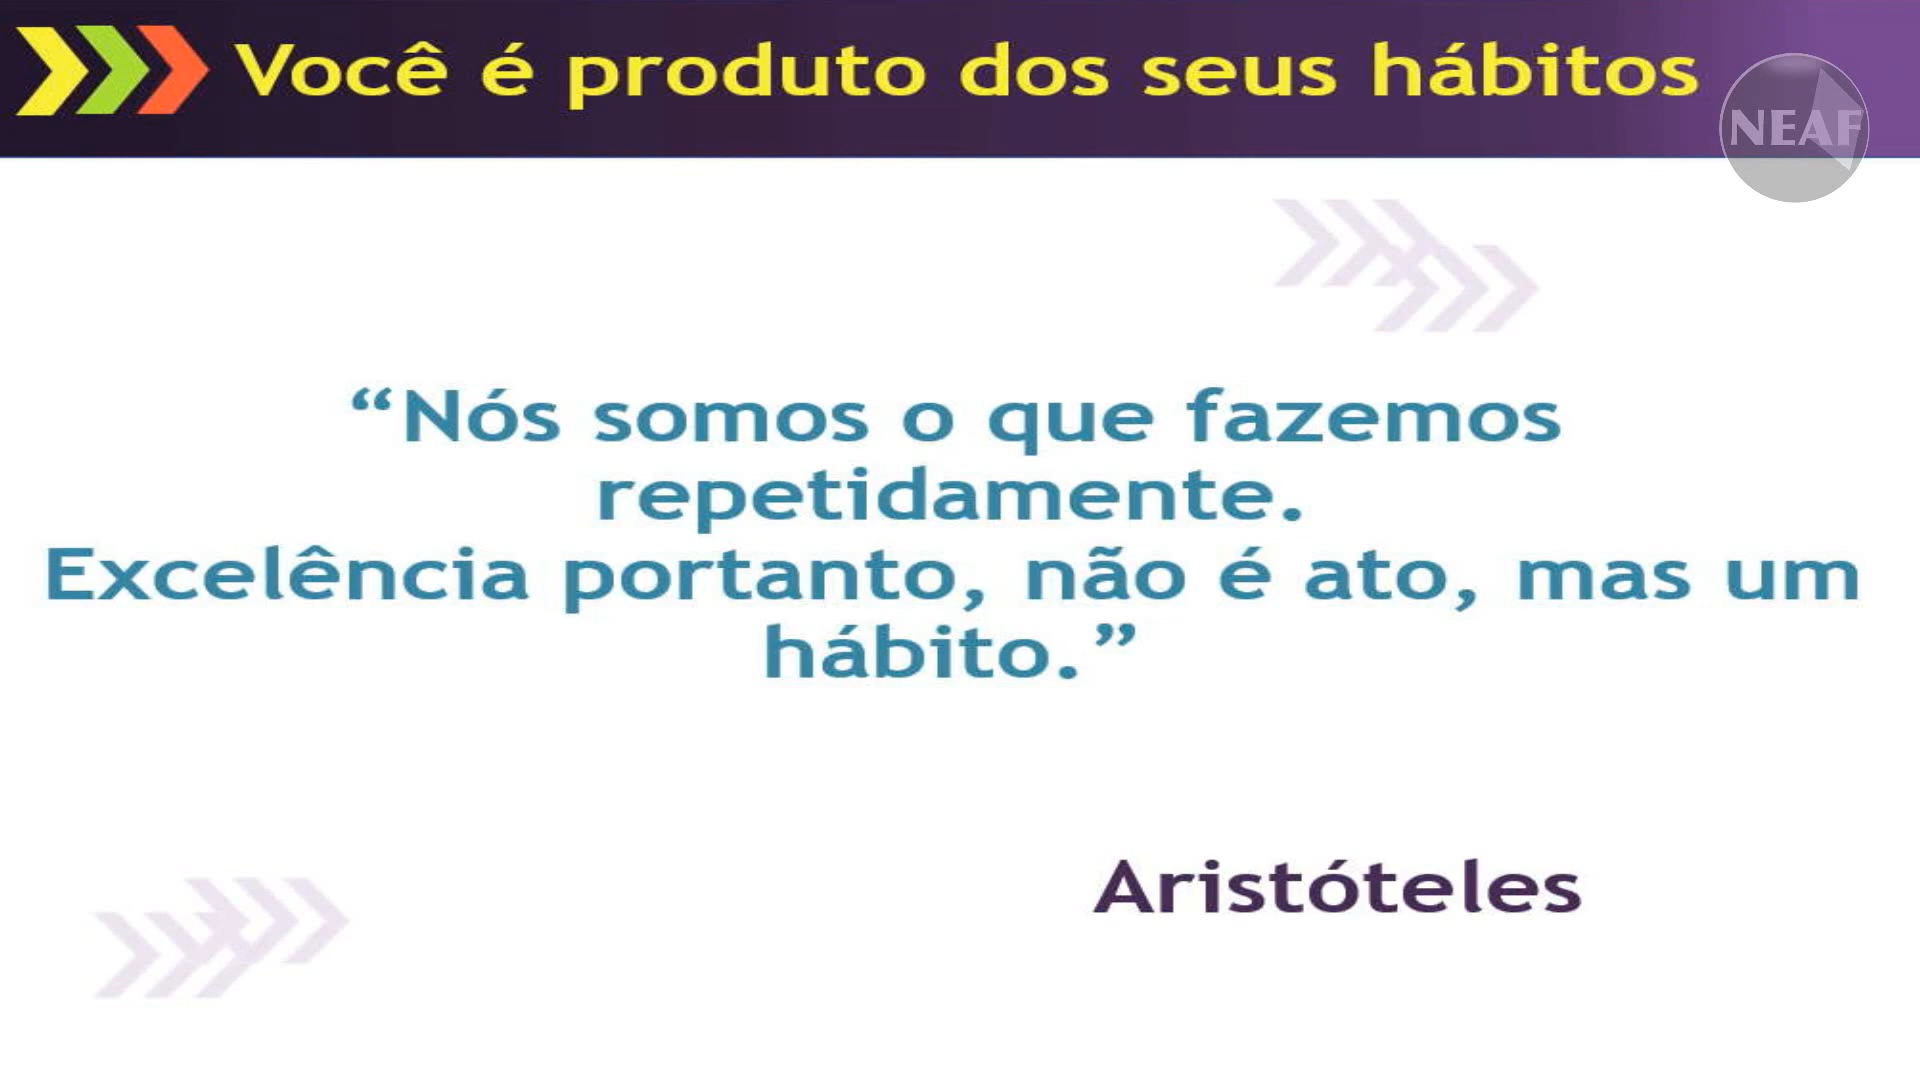 Você é produto dos seus hábitos
NEAF
“Nós somos o que fazemos
repetidamente.
Excelência portanto, não é ato, mas um
hábito.”
Aristóteles